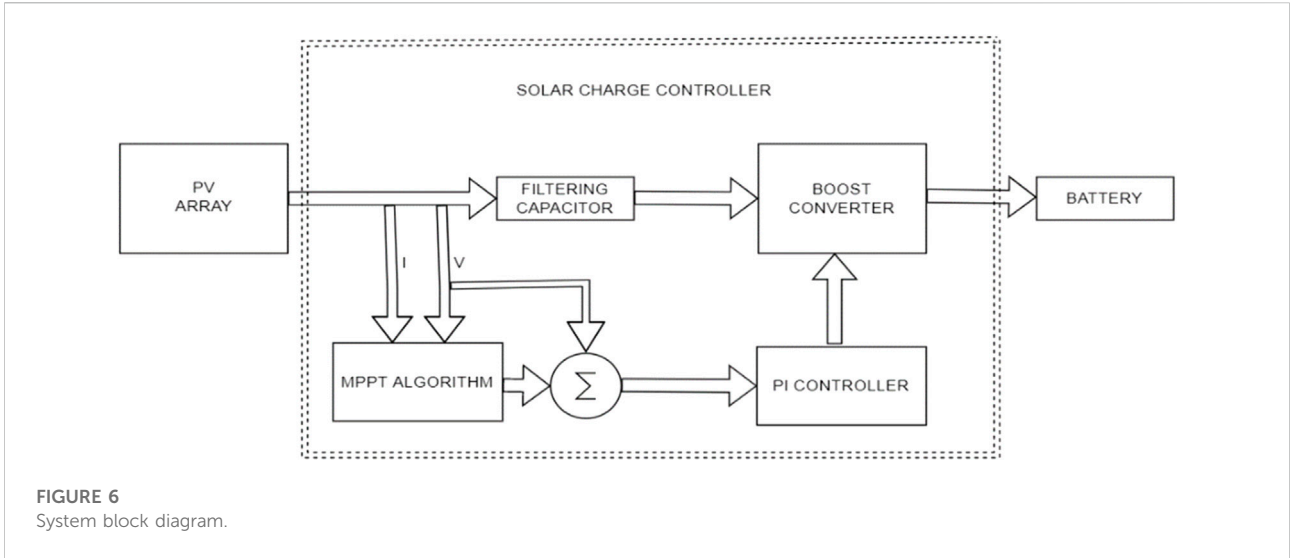 SOLAR CHARGE CONTROLLER
PV
ARRAY
FILTERING
CAPACITOR
BOOST
CONVERTER
BATTERY
I
V
MPPT ALGORITHM
Σ
PI CONTROLLER
FIGURE 6
System block diagram.